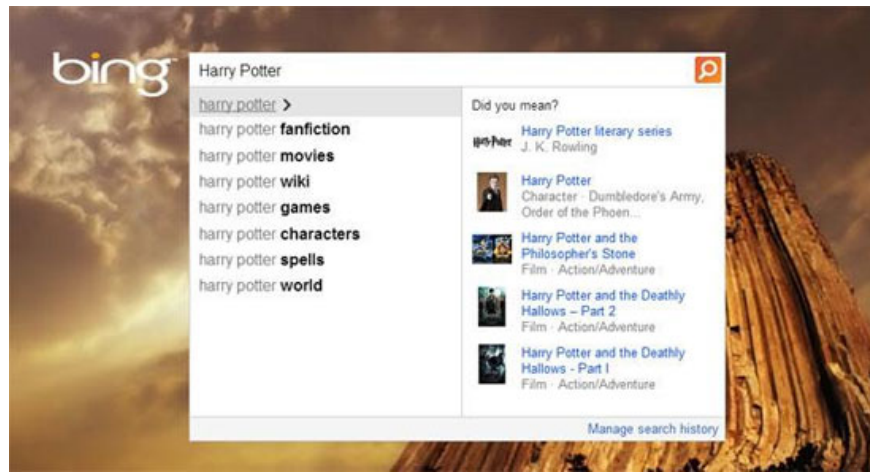 bing
Harry Potter
harry potter >
harry potter fanfiction
harry potter movies
harry potter wiki
harry potter games
harry potter characters
harry potter spells
harry potter world
Did you mean?
Harry Potter
Harry Potter literary series
J. K. Rowling
Harry Potter
Character · Dumbledore's Army,
Order of the Phoen...
Harry Potter and the
Philosopher's Stone
Film · Action/Adventure
Harry Potter and the Deathly
Hallows – Part 2
Film · Action/Adventure
Harry Potter and the Deathly
Hallows - Part I
Film · Action/Adventure
Manage search history